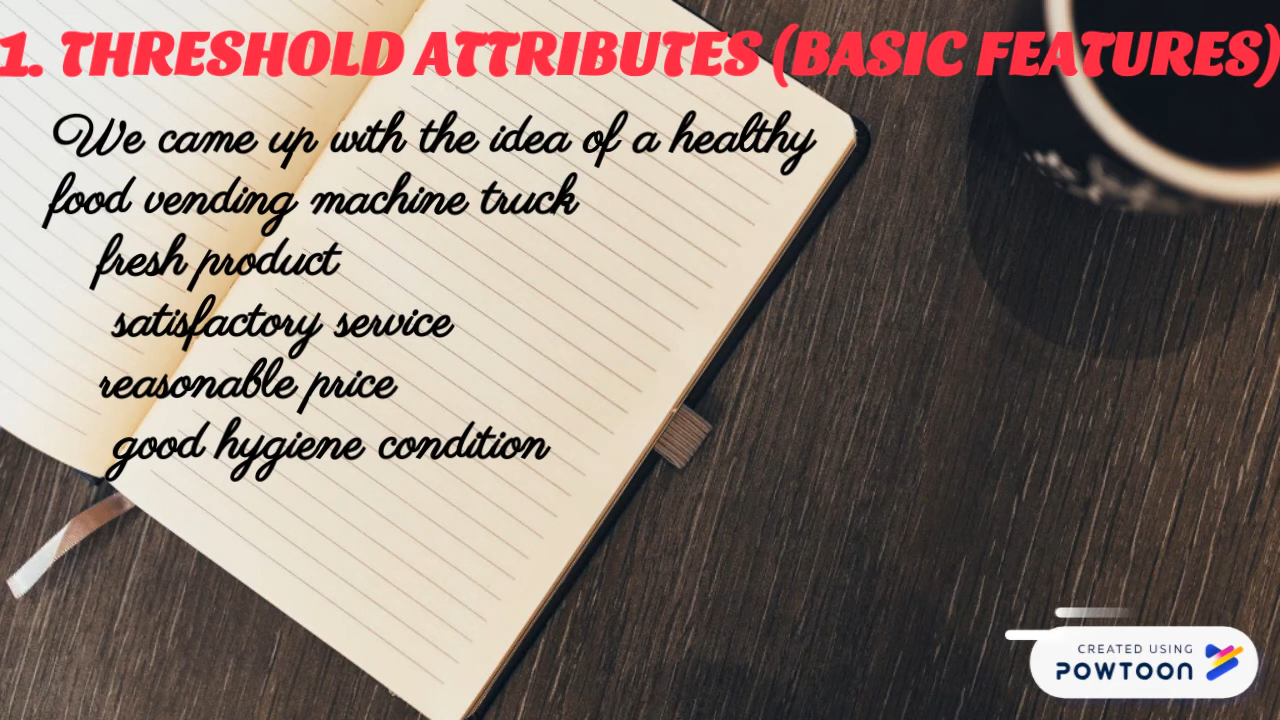 1. THRESHOLD ATTRIBUTES (BASIC FEATURES)
We came up with the idea of a healthy
food vending machine truck
fresh product
satisfactory service
reasonable price
good hygiene condition
CREATED USING
POWTOON